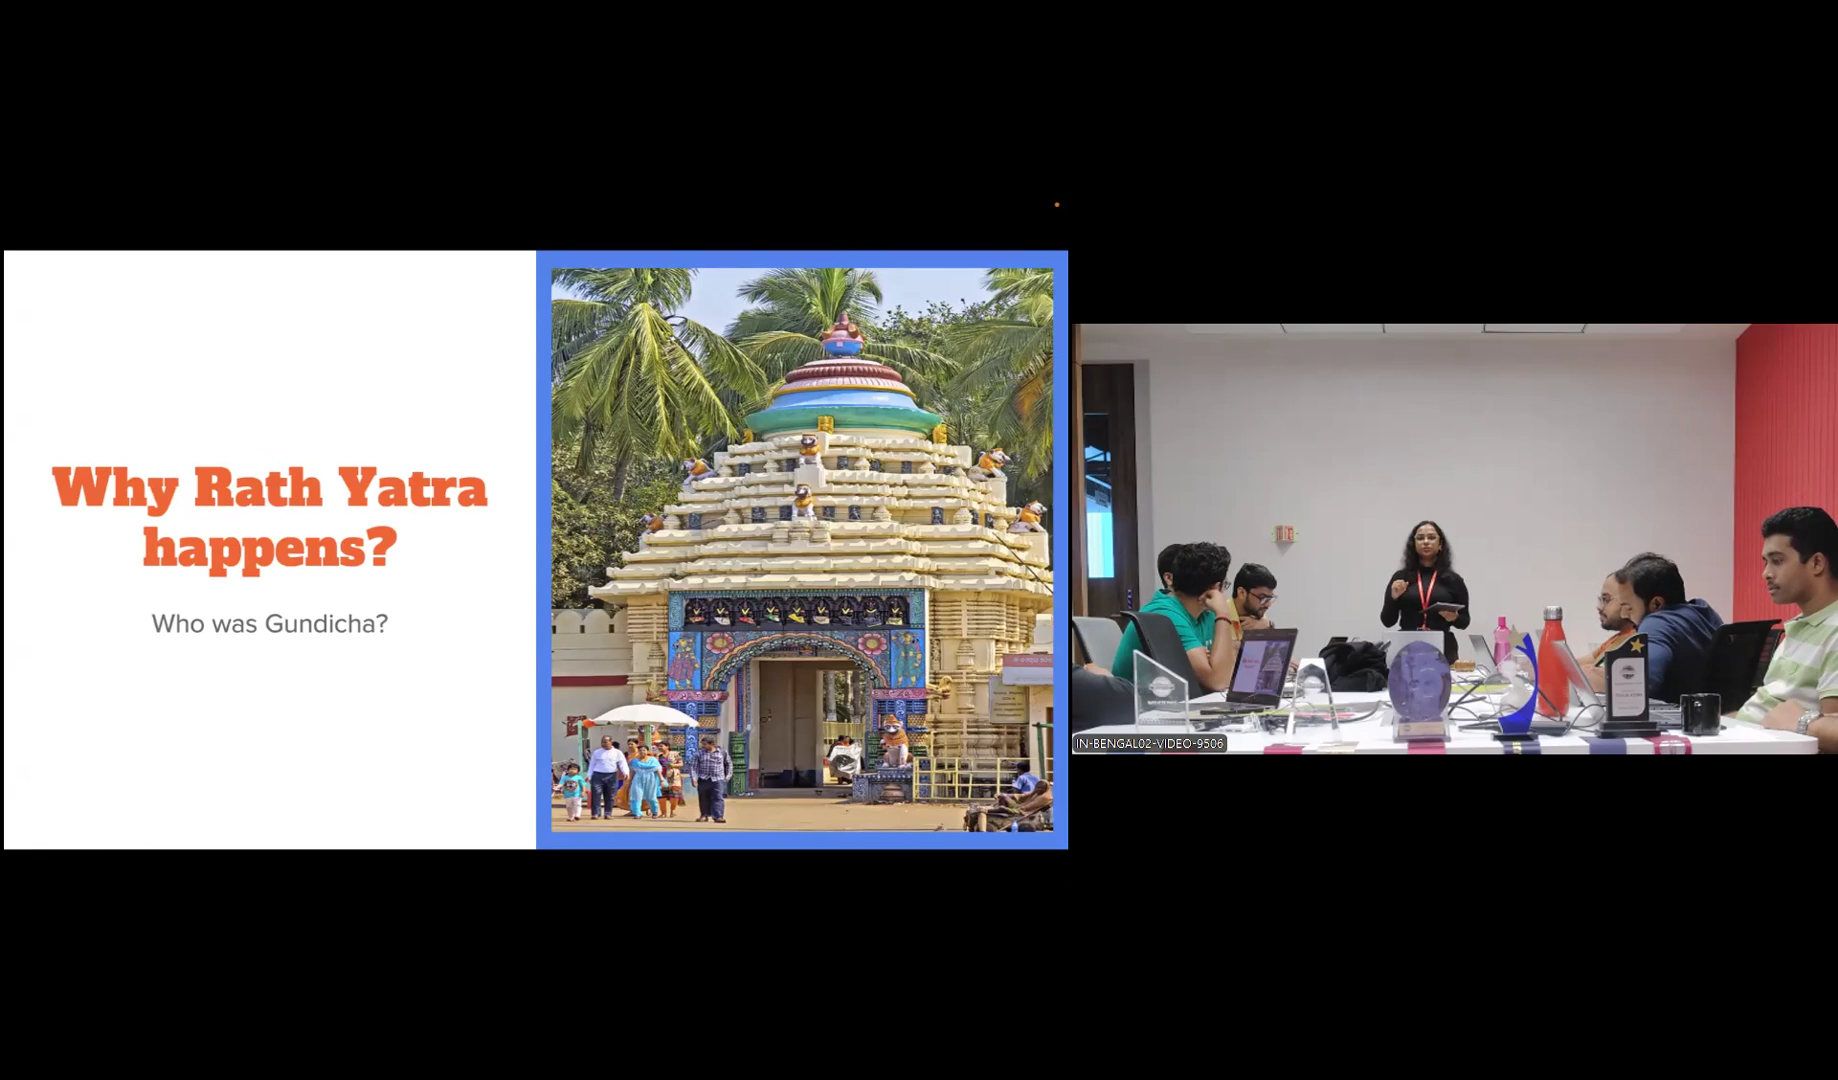 Why Rath Yatra
happens?
Who was Gundicha?
IN-BENGAL02-VIDEO-9506